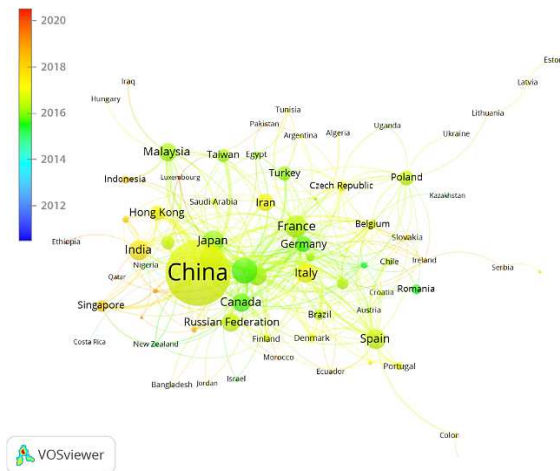 2020
2018
2016
2014
2012
Estor
Latvia
Lithuania
Iraq
Hungary
Tunisia
Pakistan
Argentina
Algeria
Uganda
Ukraine
Malaysia
Taiwan
Egypt
Turkey
Poland
Indonesia
Luxembourg
Czech Republic
Kazakhstan
Saudi Arabia
Iran
Hong Kong
France
Belgium
Ethiopia
Japan
Germany
Slovakia
India
Nigeria
China
Italy
Chile
Ireland
Serbia
Qatar
Croatia
Romania
Singapore
Canada
Brazil
Austria
Russian Federation
Costa Rica
New Zealand
Finland
Denmark
Spain
Morocco
Portugal
Bangladesh
Jordan
Israel
Ecuador
Colon
VOSviewer